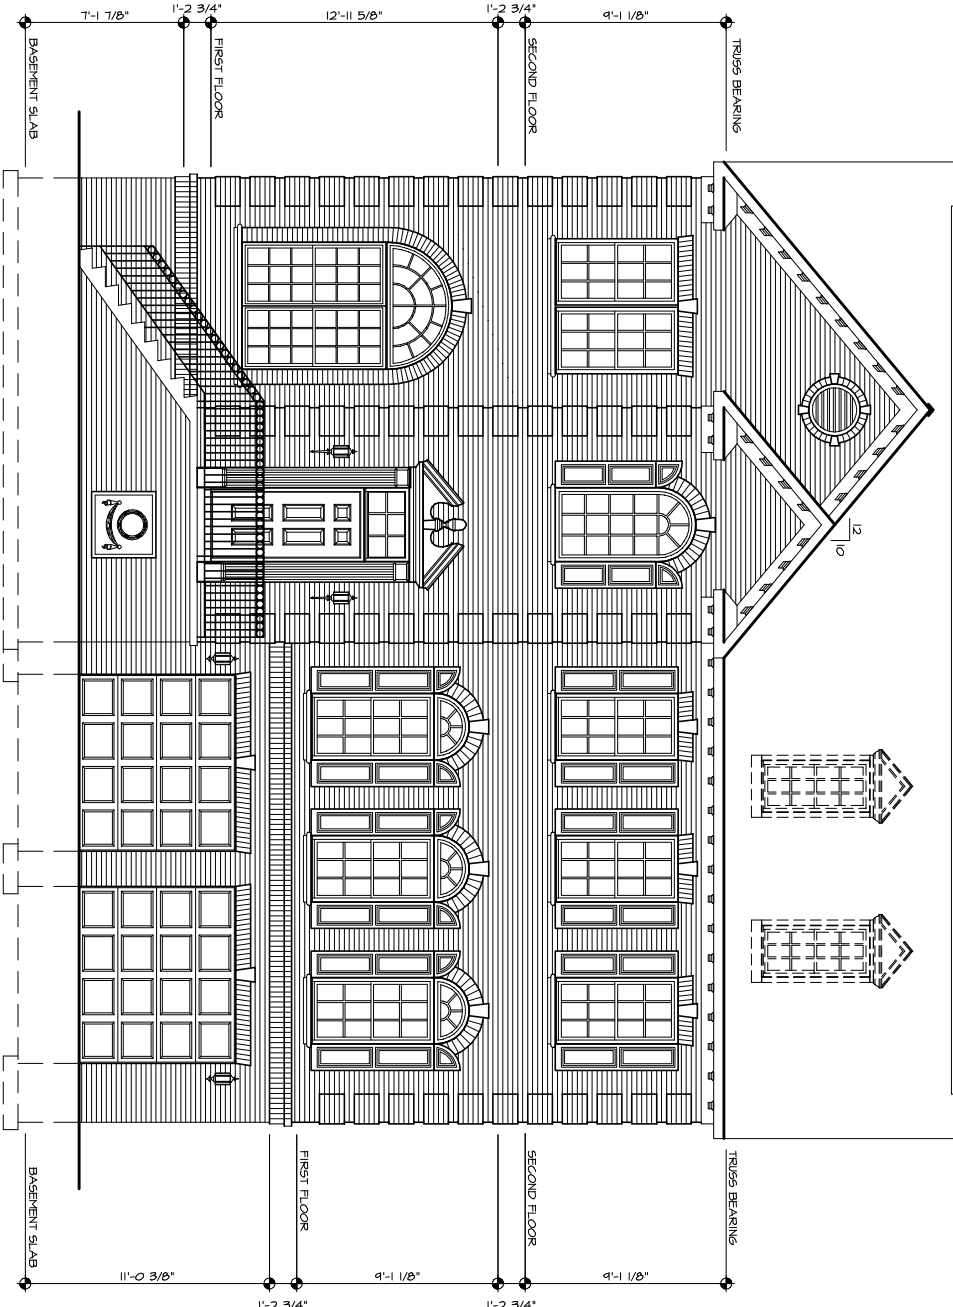 7'-1 7/8"
1'-2 3/4"
12'-11 5/8"
1'-2 3/4"
9'-1 1/8"
BASEMENT SLAB
FIRST FLOOR
SECOND FLOOR
TRUSS BEARING
12
10
BASEMENT SLAB
FIRST FLOOR
SECOND FLOOR
TRUSS BEARING
11'-0 3/8"
1'-2 3/4"
9'-1 1/8"
1'-2 3/4"
9'-1 1/8"